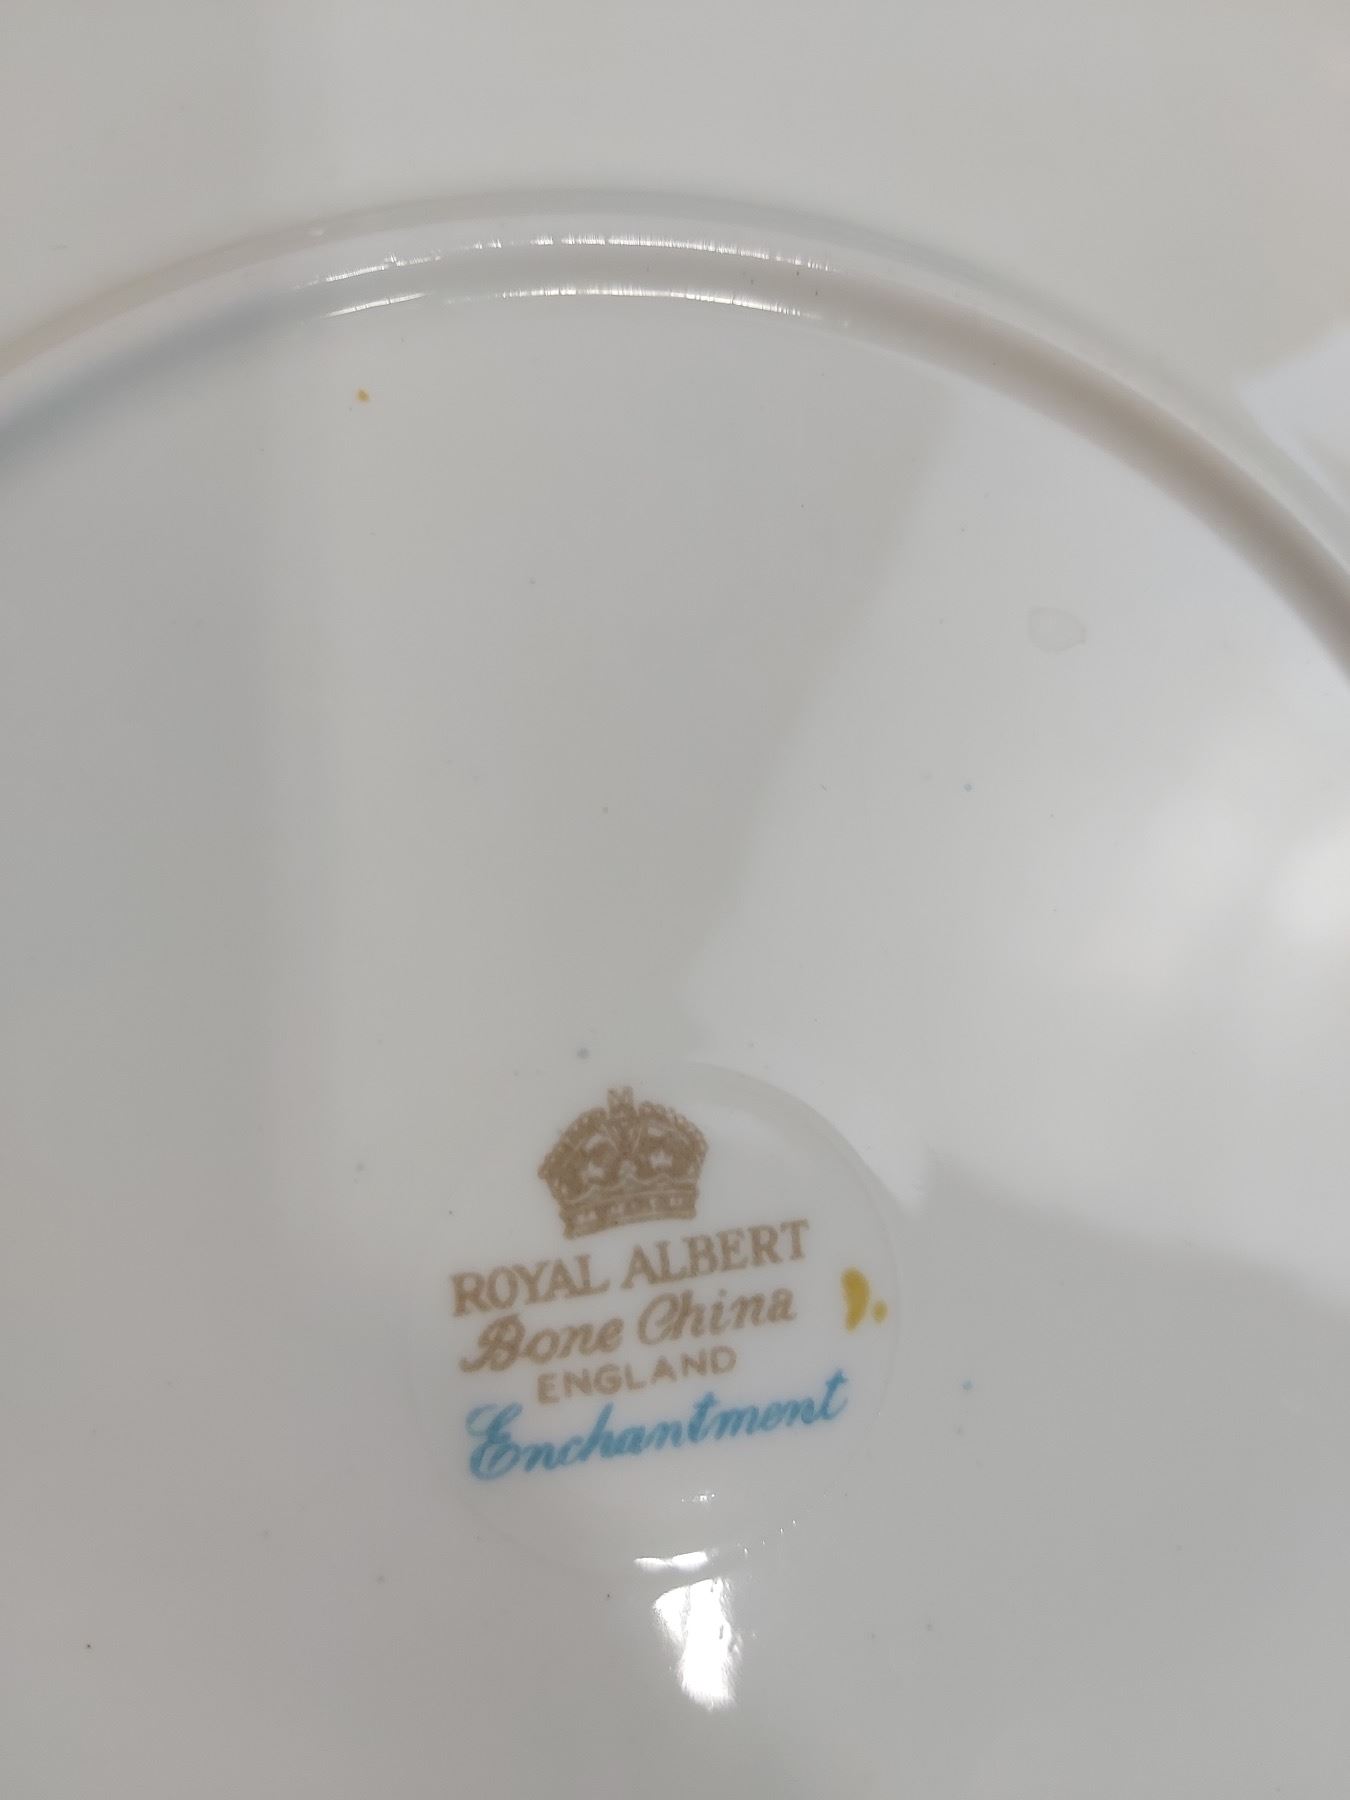 ROYAL ALBERT
Bone China
ENGLAND
Enchantment